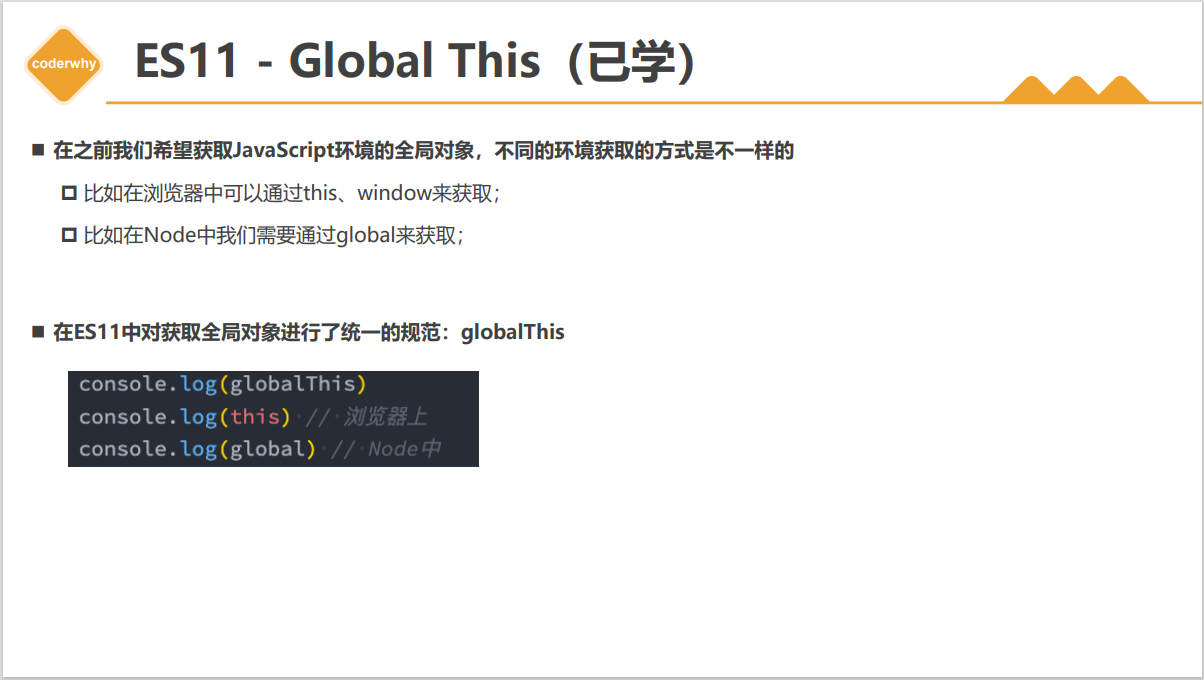 coderwhy
ES11 - Global This（已学）
在之前我们希望获取JavaScript环境的全局对象，不同的环境获取的方式是不一样的
比如在浏览器中可以通过this、window来获取；
比如在Node中我们需要通过global来获取；
在ES11中对获取全局对象进行了统一的规范：globalThis
console.log(globalThis)
console.log(this) // 浏览器上
console.log(global) // Node中